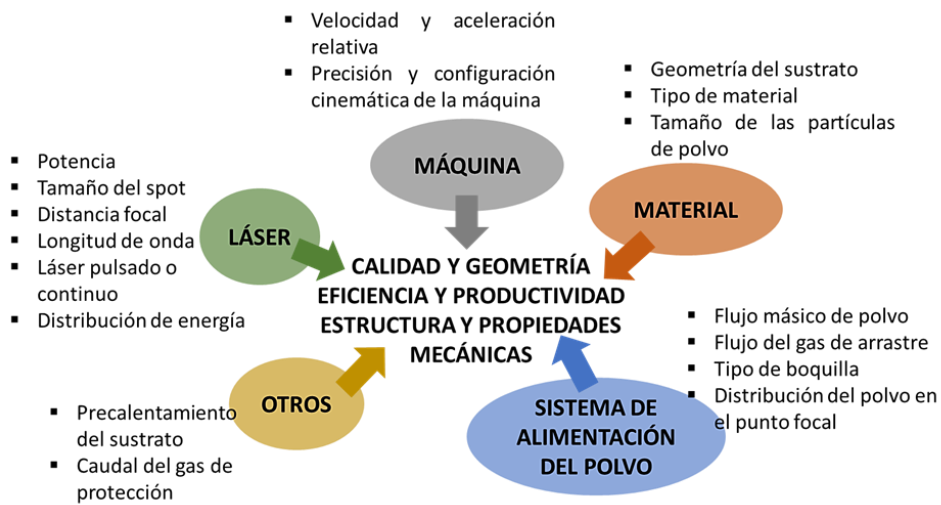 ▪ Velocidad y aceleración
relativa
▪ Precisión y configuración
cinemática de la máquina
MÁQUINA
▪ Geometría del sustrato
▪ Tipo de material
▪ Tamaño de las partículas
de polvo
MATERIAL
▪ Potencia
▪ Tamaño del spot
▪ Distancia focal
▪ Longitud de onda
▪ Láser pulsado o
continuo
▪ Distribución de energía
LÁSER
CALIDAD Y GEOMETRÍA
EFICIENCIA Y PRODUCTIVIDAD
ESTRUCTURA Y PROPIEDADES
MECÁNICAS
▪ Flujo másico de polvo
▪ Flujo del gas de arrastre
▪ Tipo de boquilla
▪ Distribución del polvo en
el punto focal
SISTEMA DE
ALIMENTACIÓN
DEL POLVO
OTROS
▪ Precalentamiento
del sustrato
▪ Caudal del gas de
protección